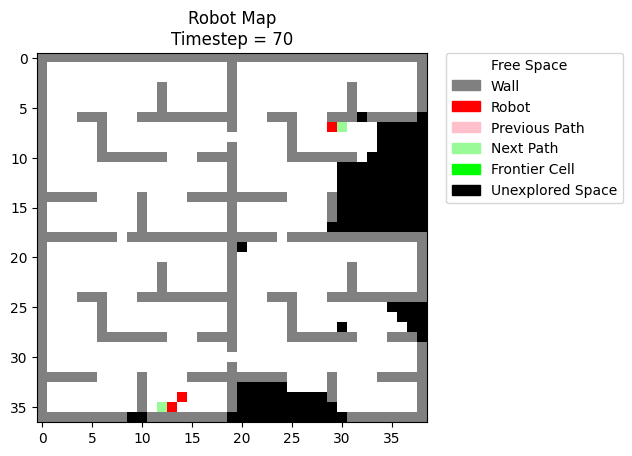 Robot Map
Timestep = 70
0
5
10
15
20
25
30
35
0
5
10
15
20
25
30
35
Free Space
Wall
Robot
Previous Path
Next Path
Frontier Cell
Unexplored Space